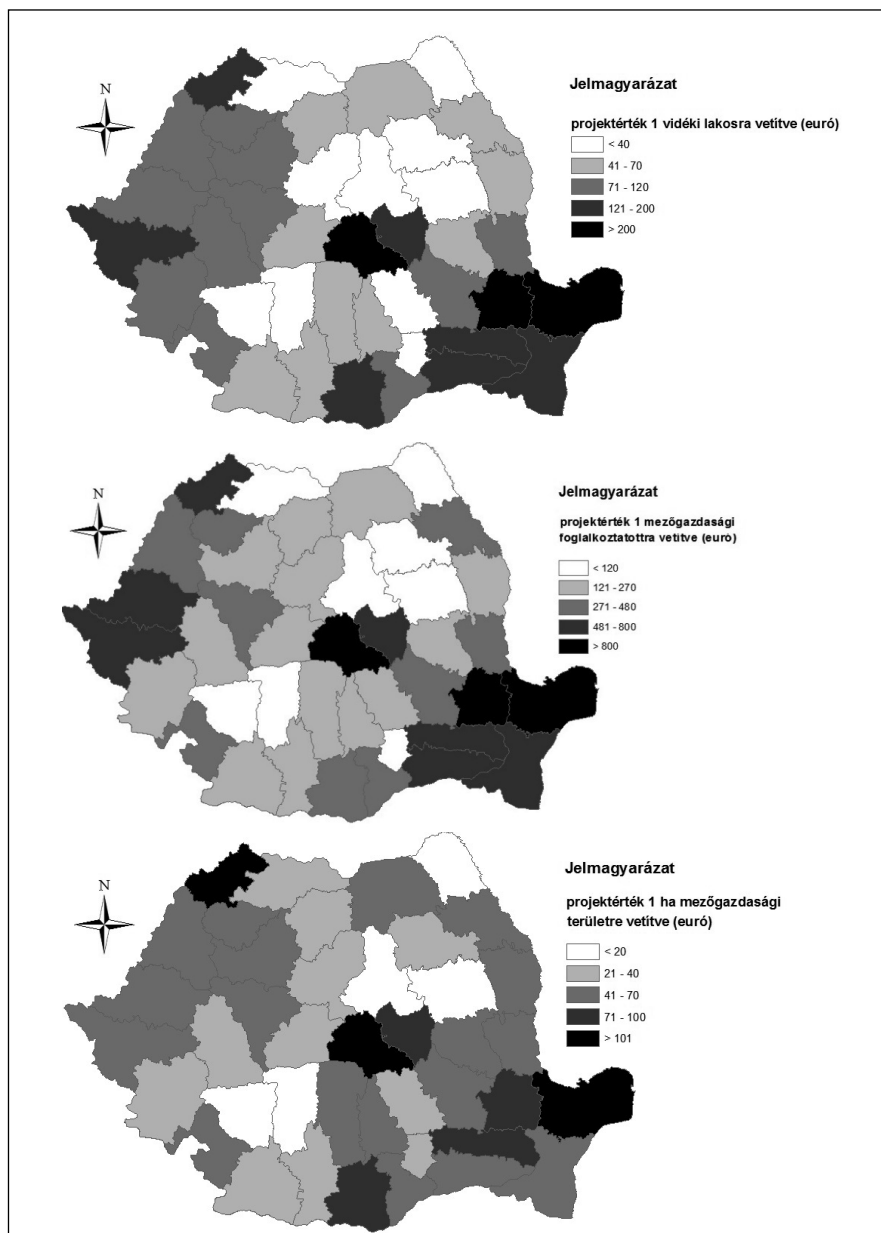 N
Jelmagyarázat
projektérték 1 vidéki lakosra vetítve (euró)
< 40
41 - 70
71 - 120
121 - 200
> 200
N
Jelmagyarázat
projektérték 1 mezőgazdasági
foglalkoztatottra vetítve (euró)
< 120
121 - 270
271 - 480
481 - 800
> 800
N
Jelmagyarázat
projektérték 1 ha mezőgazdasági
területre vetítve (euró)
< 20
21 - 40
41 - 70
71 - 100
> 101